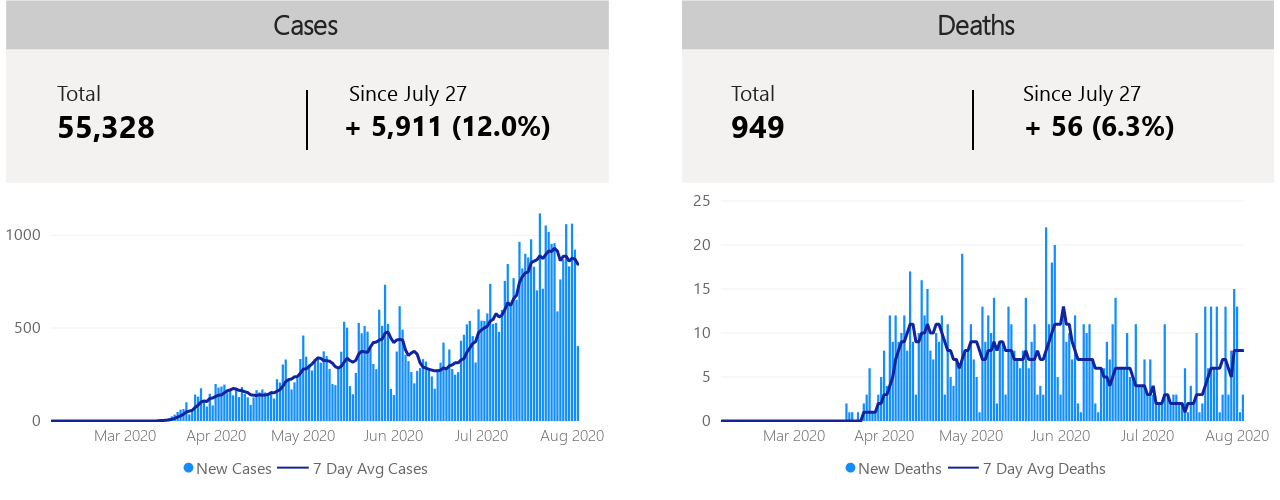 Cases
Total
55,328
Since July 27
+ 5,911 (12.0%)
1000
500
0
Mar 2020 Apr 2020 May 2020 Jun 2020 Jul 2020 Aug 2020
New Cases 7 Day Avg Cases
Deaths
Total
949
Since July 27
+ 56 (6.3%)
25
20
15
10
5
0
Mar 2020 Apr 2020 May 2020 Jun 2020 Jul 2020 Aug 2020
New Deaths 7 Day Avg Deaths